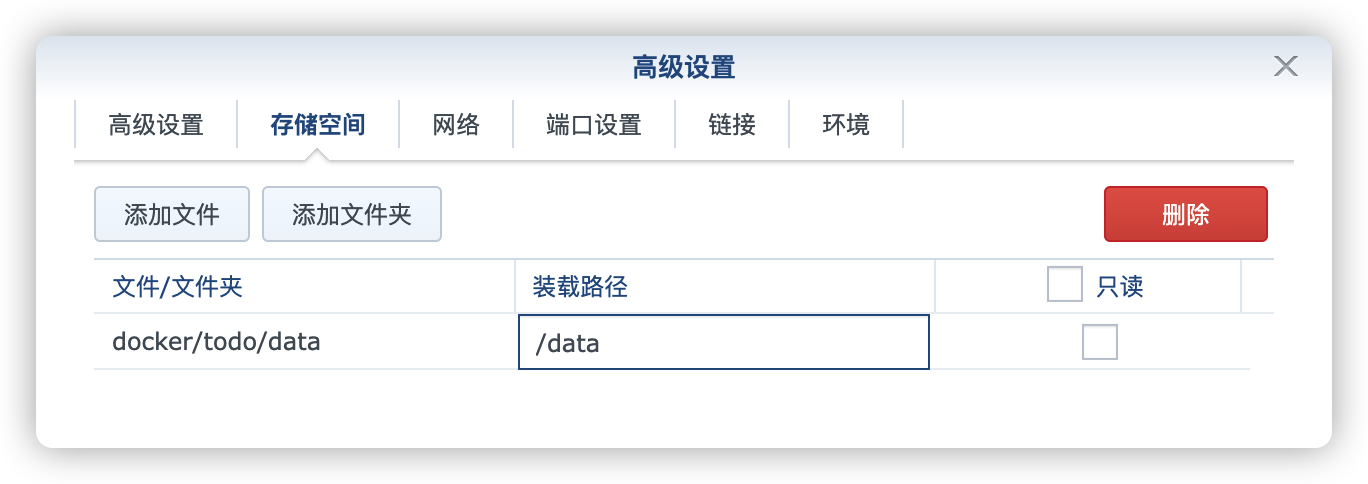 高级设置
高级设置 存储空间 网络 端口设置 链接 环境
添加文件 添加文件夹 删除
文件/文件夹 装载路径 只读
docker/todo/data /data